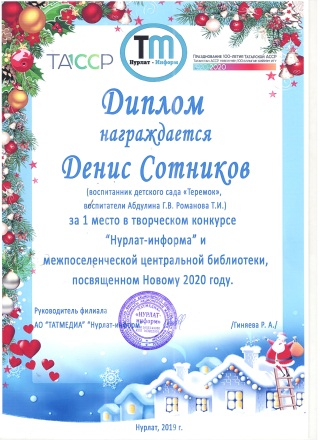 ТАССР
ТМ
Нурлат - Информ
ПРАЗДНОВАНИЕ 100-ЛЕТИЯ ТАТАРСКОЙ АССР
2020
Диплом
награждается
Денис Сотников
(воспитанник детского сада «Теремок»,
воспитатели Абдулина Г.В. Романова Т.И.)
за 1 место в творческом конкурсе
"Нурлат-информа" и
межпоселенческой центральной библиотеки,
посвященном Новому 2020 году.
Руководитель филиала
АО "ТАТМЕДИА" "Нурлат-информ
/Гиняева Р. А./
«НУРЛАТ-
информ»
Нурлат, 2019 г.